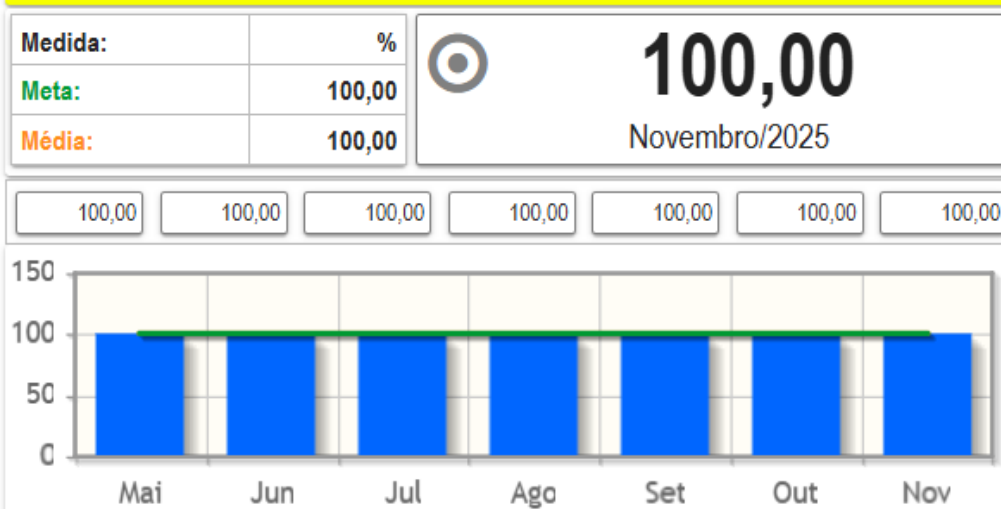 Medida: %
Meta: 100,00
Média: 100,00
100,00
Novembro/2025
100,00 100,00 100,00 100,00 100,00 100,00 100,00
150
100
50
0
Mai Jun Jul Ago Set Out Nov